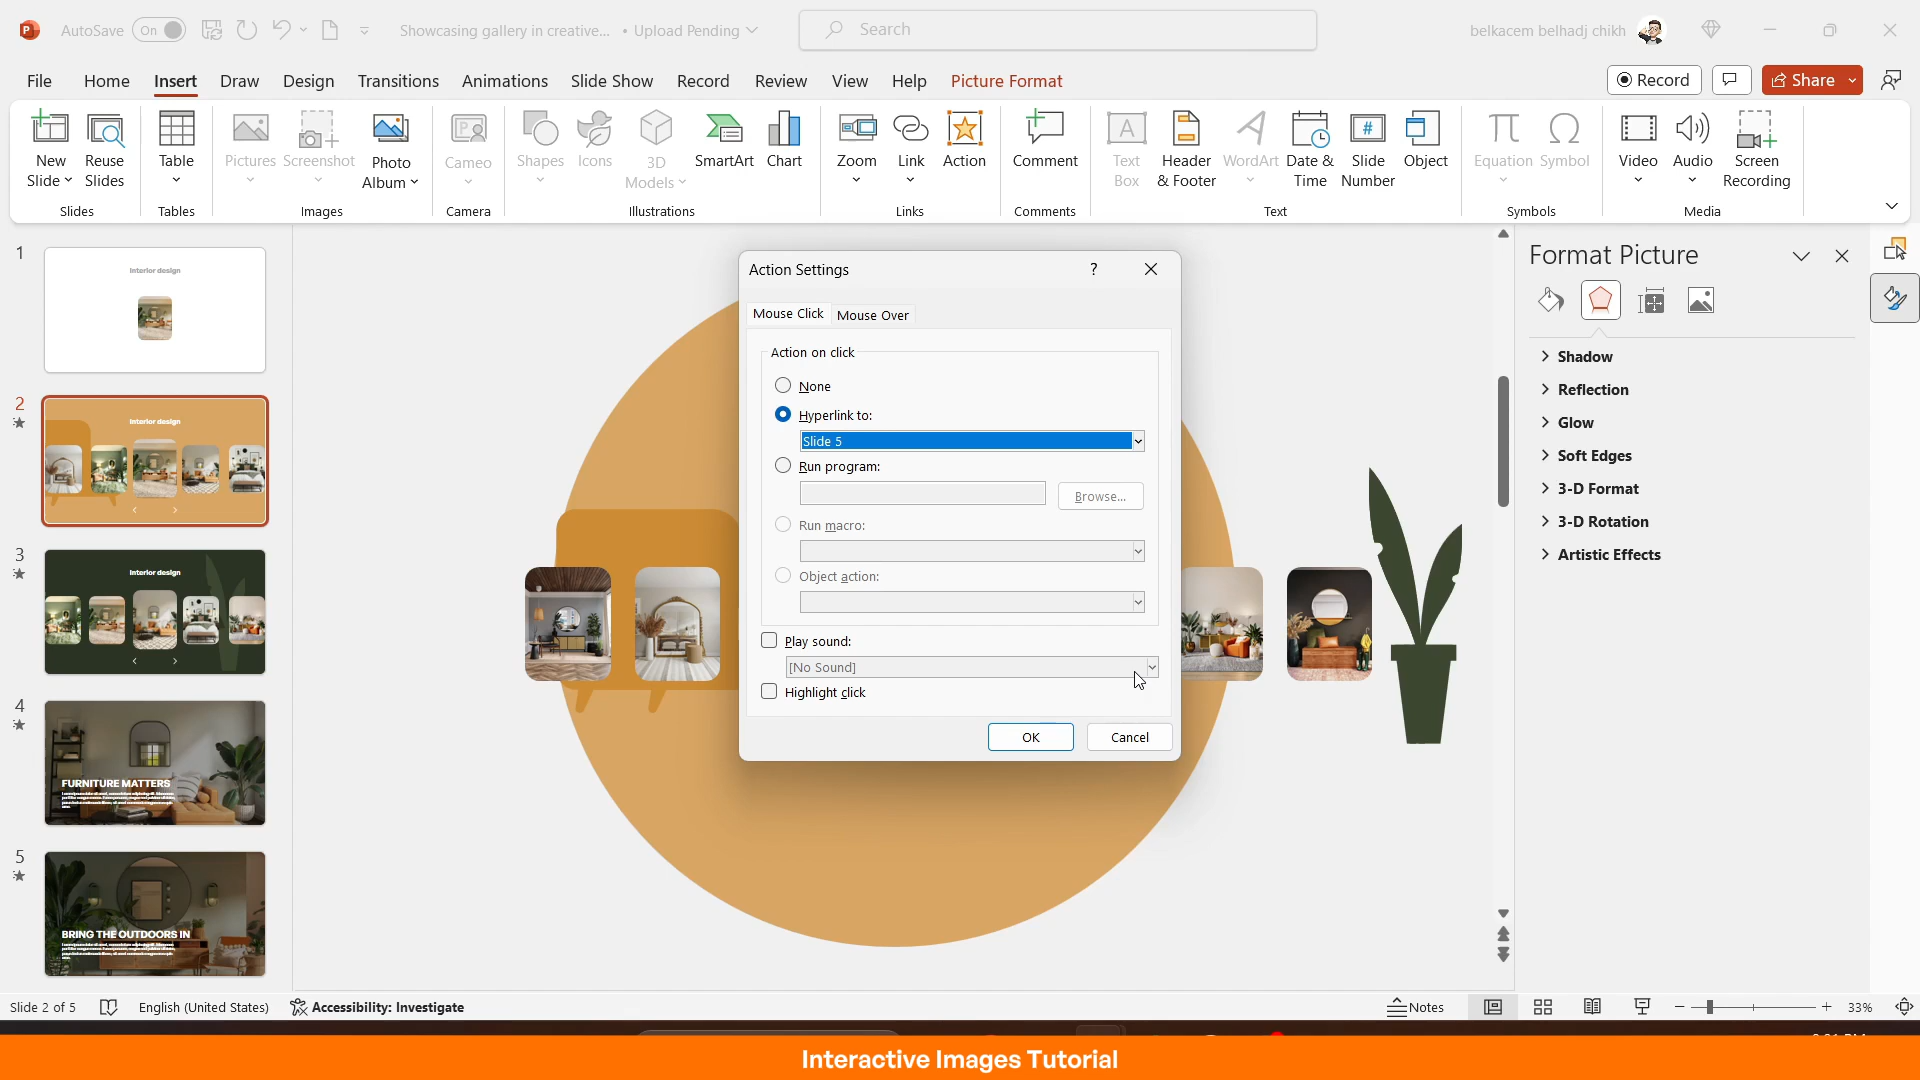 AutoSave On
Showcasing gallery in creative... • Upload Pending
Search
belkacem belhadj chikh
File Home Insert Draw Design Transitions Animations Slide Show Record Review View Help Picture Format
Record
Share
New Slide
Reuse Slides
Table
Pictures
Screenshot
Photo Album
Cameo
Shapes
Icons
3D Models
SmartArt
Chart
Zoom
Link
Action
Comment
Text Box
Header & Footer
WordArt
Date & Time
Slide Number
Object
Equation
Symbol
Video
Audio
Screen Recording
Slides Tables Images Camera Illustrations Links Comments Text Symbols Media
1
Interior design
2
Interior design
3
Interior design
4
FURNITURE MATTERS
5
BRING THE OUTDOORS IN
Action Settings
?
Mouse Click Mouse Over
Action on click
None
Hyperlink to:
Slide 5
Run program:
Browse...
Run macro:
Object action:
Play sound:
[No Sound]
Highlight click
OK Cancel
Format Picture
Shadow
Reflection
Glow
Soft Edges
3-D Format
3-D Rotation
Artistic Effects
Slide 2 of 5 English (United States) Accessibility: Investigate Notes 33%
Interactive Images Tutorial